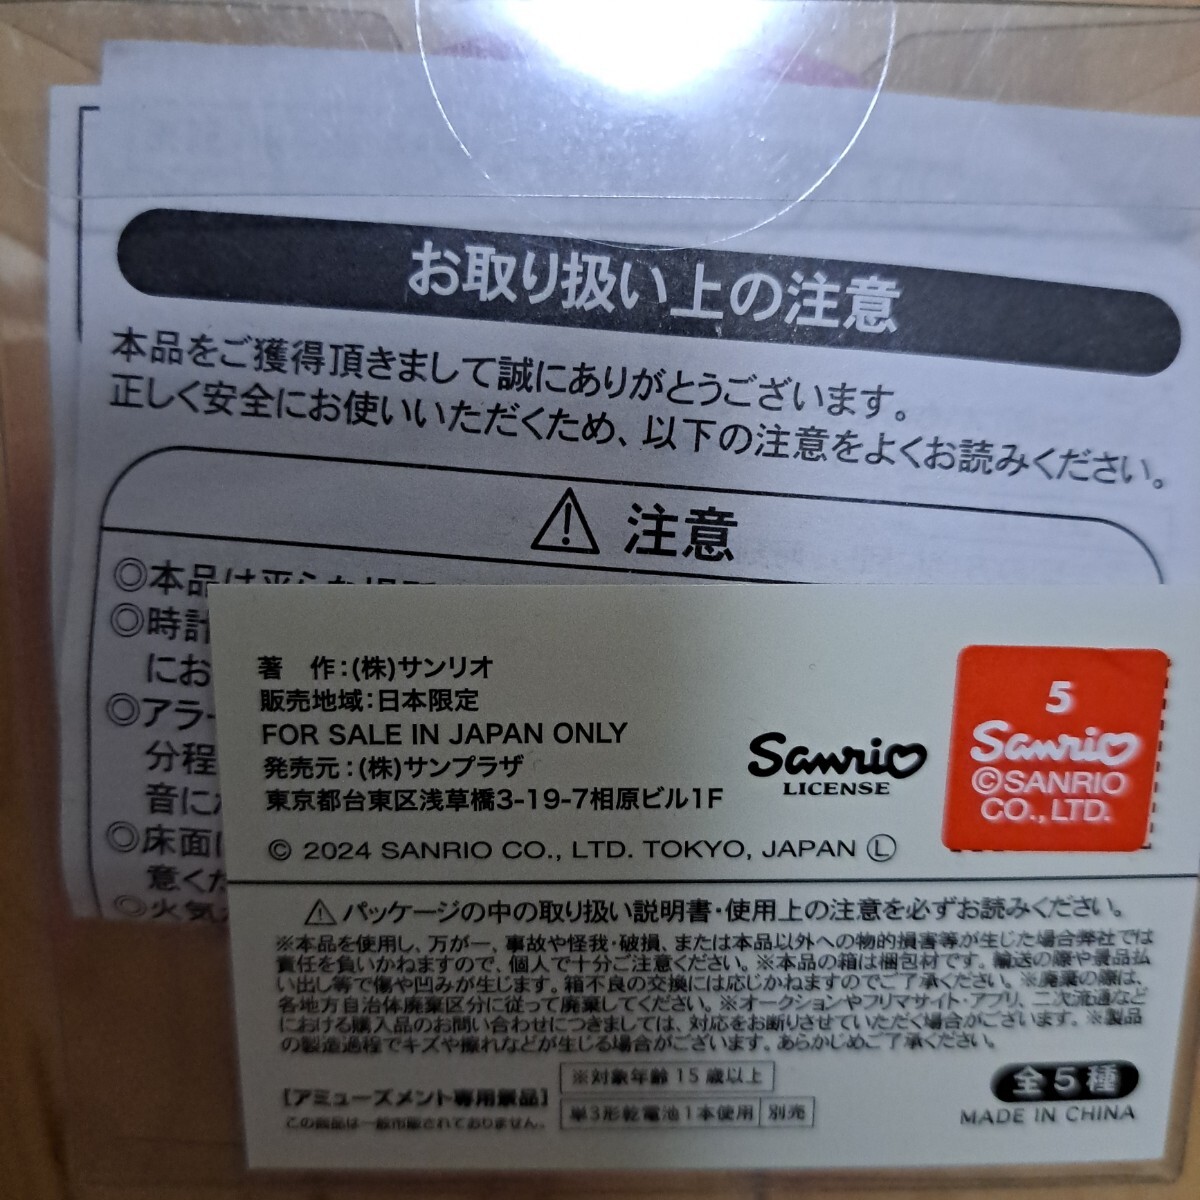 お取り扱い上の注意
本品をご獲得頂きまして誠にありがとうございます。
正しく安全にお使いいただくため、以下の注意をよくお読みください。
⚠ 注意
◎本品は平らな場所
◎時計
にお
◎アラー
分程
音に
◎床面に
意くだ
◎火気
著　作：(株)サンリオ
販売地域：日本限定
FOR SALE IN JAPAN ONLY
発売元：(株)サンプラザ
東京都台東区浅草橋3-19-7相原ビル1F
© 2024 SANRIO CO., LTD. TOKYO, JAPAN Ⓛ
Sanrio
LICENSE
5
Sanrio
©SANRIO
CO.,LTD.
⚠パッケージの中の取り扱い説明書・使用上の注意を必ずお読みください。
※本品を使用し、万が一、事故や怪我・破損、または本品以外への物的損害等が生じた場合弊社では
責任を負いかねますので、個人で十分ご注意ください。※本品の箱は梱包材です。輸送の際や景品払
い出し等で傷や凹みが生じます。箱不良の交換には応じかねますのでご了承ください。※廃棄の際は、
各地方自治体廃棄区分に従って廃棄してください。※オークションやフリマサイト・アプリ、二次流通など
における購入品のお問い合わせにつきましては、対応をお断りさせていただく場合がございます。※製品
の製造過程でキズや擦れなどが生じる場合がございます。あらかじめご了承ください。
[アミューズメント専用景品]
この商品は一般市販されておりません。
※対象年齢15歳以上
単3形乾電池1本使用 別売
全5種
MADE IN CHINA